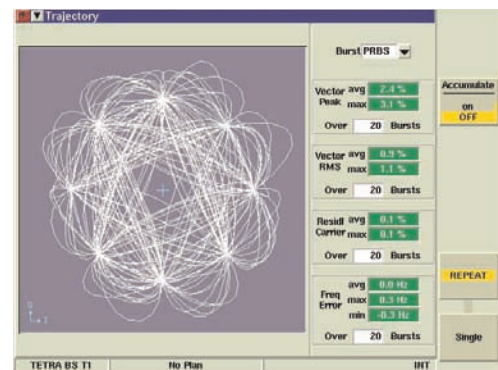 Trajectory
Burst PRBS
Vector Peak avg 2.4 %
max 3.1 %
Over 20 Bursts
Vector RMS avg 0.9 %
max 1.1 %
Over 20 Bursts
Residl Carrier avg 0.1 %
max 0.1 %
Over 20 Bursts
Freq Error avg 0.0 Hz
max 0.3 Hz
min -0.3 Hz
Over 20 Bursts
Accumulate
on
OFF
REPEAT
Single
Q
I
TETRA BS T1 No Plan INT